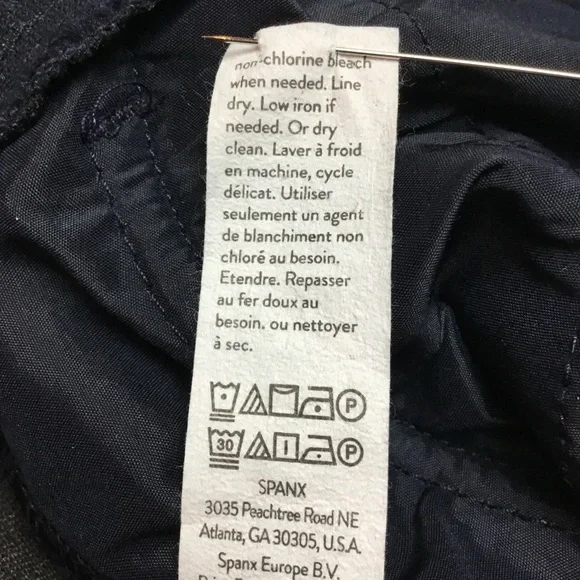 non-chlorine bleach
when needed. Line
dry. Low iron if
needed. Or dry
clean. Laver à froid
en machine, cycle
délicat. Utiliser
seulement un agent
de blanchiment non
chloré au besoin.
Etendre. Repasser
au fer doux au
besoin. ou nettoyer
à sec.
P
30 P
SPANX
3035 Peachtree Road NE
Atlanta, GA 30305, U.S.A.
Spanx Europe B.V.